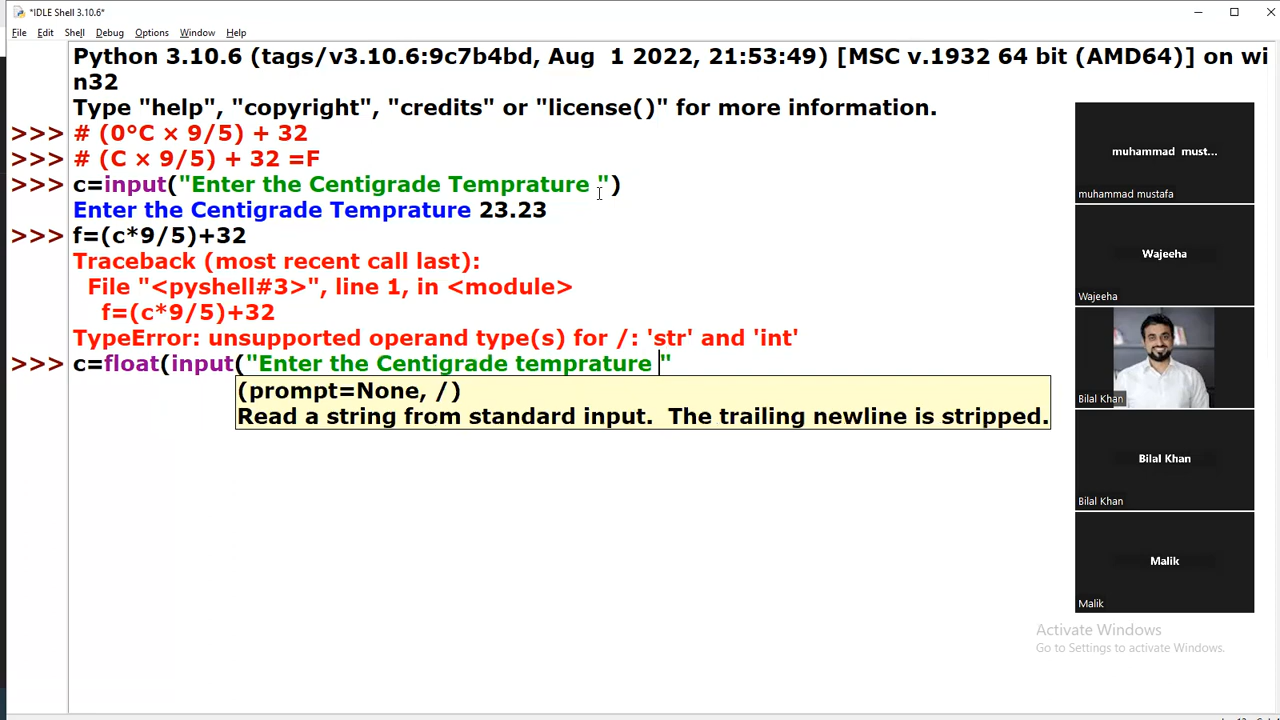 *IDLE Shell 3.10.6*
File Edit Shell Debug Options Window Help
Python 3.10.6 (tags/v3.10.6:9c7b4bd, Aug  1 2022, 21:53:49) [MSC v.1932 64 bit (AMD64)] on wi
n32
Type "help", "copyright", "credits" or "license()" for more information.
>>> # (0°C × 9/5) + 32
>>> # (C × 9/5) + 32 =F
>>> c=input("Enter the Centigrade Temprature ")
Enter the Centigrade Temprature 23.23
>>> f=(c*9/5)+32
Traceback (most recent call last):
File "<pyshell#3>", line 1, in <module>
f=(c*9/5)+32
TypeError: unsupported operand type(s) for /: 'str' and 'int'
>>> c=float(input("Enter the Centigrade temprature "
(prompt=None, /)
Read a string from standard input.  The trailing newline is stripped.
muhammad must...
muhammad mustafa
Wajeeha
Wajeeha
Bilal Khan
Bilal Khan
Bilal Khan
Malik
Malik
Activate Windows
Go to Settings to activate Windows.